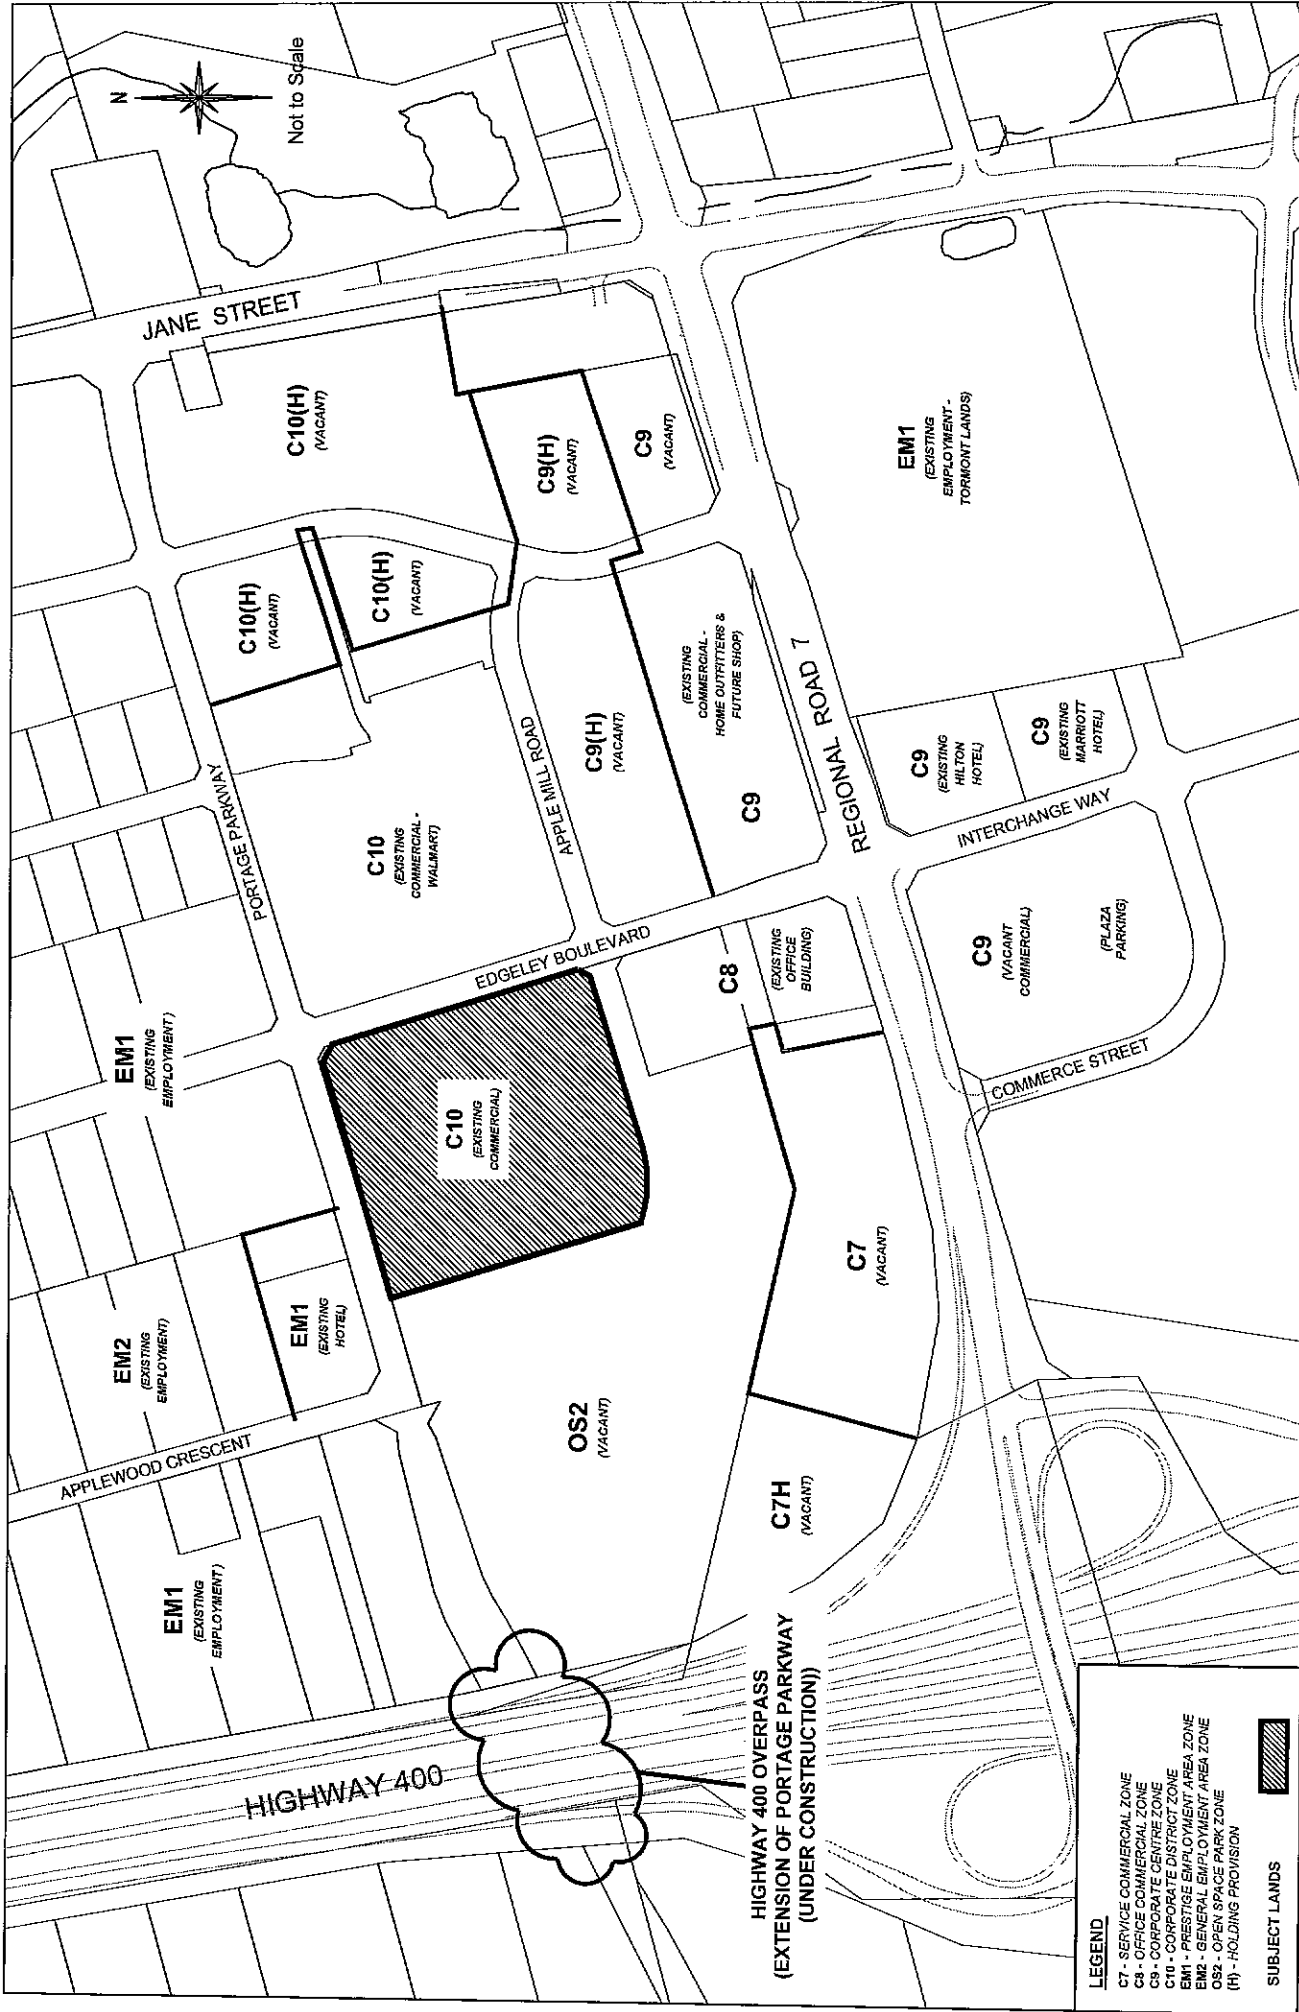 N
Not to Scale
JANE STREET
C10(H)
(VACANT)
C10(H)
(VACANT)
C10(H)
(VACANT)
C9(H)
(VACANT)
C9
(VACANT)
PORTAGE PARKWAY
C10
(EXISTING
COMMERCIAL -
WALMART)
APPLE MILL ROAD
C9(H)
(VACANT)
(EXISTING
COMMERCIAL -
HOME OUTFITTERS &
FUTURE SHOP)
C9
REGIONAL ROAD 7
EM1
(EXISTING
EMPLOYMENT -
TORMONT LANDS)
C9
(EXISTING
HILTON
HOTEL)
C9
(EXISTING
MARRIOTT
HOTEL)
INTERCHANGE WAY
EDGELEY BOULEVARD
C8
(EXISTING
OFFICE
BUILDING)
C9
(VACANT
COMMERCIAL)
(PLAZA
PARKING)
COMMERCE STREET
EM1
(EXISTING
EMPLOYMENT)
C10
(EXISTING
COMMERCIAL)
EM2
(EXISTING
EMPLOYMENT)
EM1
(EXISTING
HOTEL)
C7
(VACANT)
APPLEWOOD CRESCENT
OS2
(VACANT)
C7H
(VACANT)
EM1
(EXISTING
EMPLOYMENT)
HIGHWAY 400
HIGHWAY 400 OVERPASS
(EXTENSION OF PORTAGE PARKWAY
(UNDER CONSTRUCTION))
LEGEND
C7 - SERVICE COMMERCIAL ZONE
C8 - OFFICE COMMERCIAL ZONE
C9 - CORPORATE CENTRE ZONE
C10 - CORPORATE DISTRICT ZONE
EM1 - PRESTIGE EMPLOYMENT AREA ZONE
EM2 - GENERAL EMPLOYMENT AREA ZONE
OS2 - OPEN SPACE PARK ZONE
(H) - HOLDING PROVISION
SUBJECT LANDS